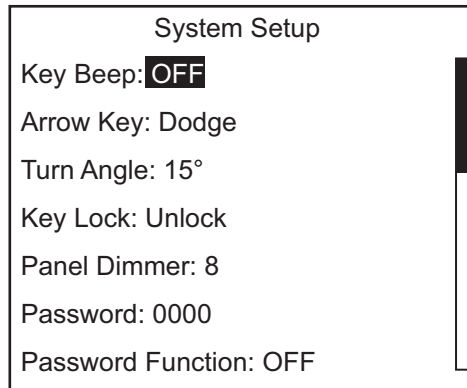 System Setup
Key Beep: OFF
Arrow Key: Dodge
Turn Angle: 15°
Key Lock: Unlock
Panel Dimmer: 8
Password: 0000
Password Function: OFF